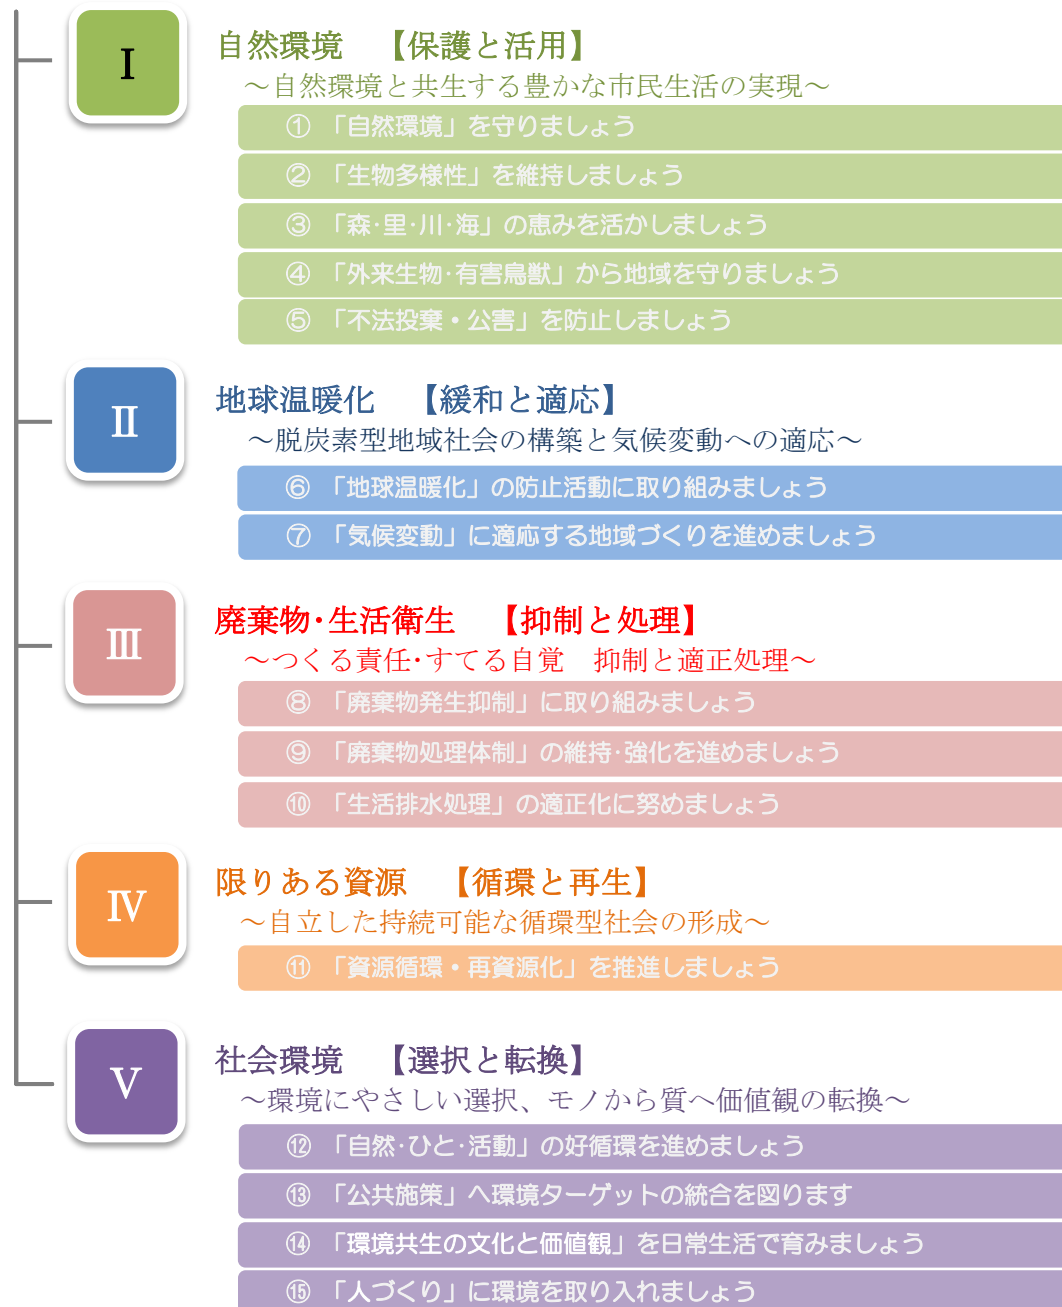 I
自然環境　【保護と活用】
～自然環境と共生する豊かな市民生活の実現～
① 「自然環境」を守りましょう
② 「生物多様性」を維持しましょう
③ 「森･里･川･海」の恵みを活かしましょう
④ 「外来生物･有害鳥獣」から地域を守りましょう
⑤ 「不法投棄・公害」を防止しましょう
Ⅱ
地球温暖化　【緩和と適応】
～脱炭素型地域社会の構築と気候変動への適応～
⑥ 「地球温暖化」の防止活動に取り組みましょう
⑦ 「気候変動」に適応する地域づくりを進めましょう
Ⅲ
廃棄物･生活衛生　【抑制と処理】
～つくる責任･すてる自覚　抑制と適正処理～
⑧ 「廃棄物発生抑制」に取り組みましょう
⑨ 「廃棄物処理体制」の維持･強化を進めましょう
⑩ 「生活排水処理」の適正化に努めましょう
Ⅳ
限りある資源　【循環と再生】
～自立した持続可能な循環型社会の形成～
⑪ 「資源循環・再資源化」を推進しましょう
Ⅴ
社会環境　【選択と転換】
～環境にやさしい選択、モノから質へ価値観の転換～
⑫ 「自然･ひと･活動」の好循環を進めましょう
⑬ 「公共施策」へ環境ターゲットの統合を図ります
⑭ 「環境共生の文化と価値観」を日常生活で育みましょう
⑮ 「人づくり」に環境を取り入れましょう